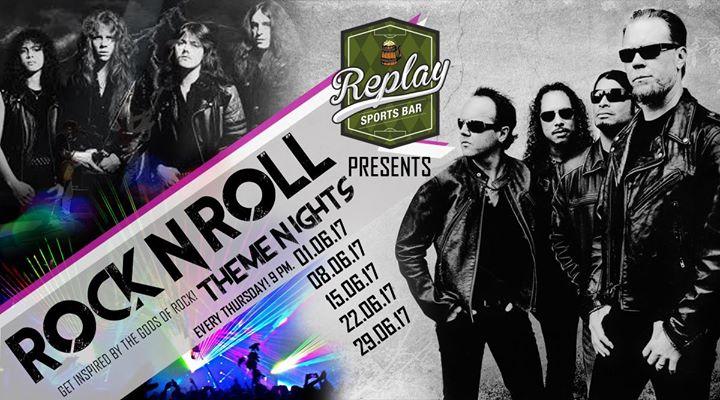 Replay
SPORTS BAR
PRESENTS
ROCK N ROLL
THEME NIGHTS
GET INSPIRED BY THE GODS OF ROCK!
EVERY THURSDAY! 9 PM. 01.06.17
08.06.17
15.06.17
22.06.17
29.06.17